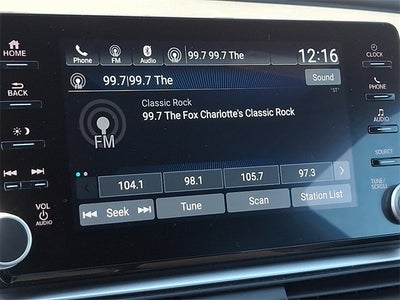 HOME
BACK
VOL
AUDIO
Phone
FM
Audio
99.7 99.7 The
12:16
99.7|99.7 The
Sound
"ST"
Classic Rock
99.7 The Fox Charlotte's Classic Rock
FM
104.1
98.1
105.7
97.3
Seek
Tune
Scan
Station List
CLOCK
PHONE
AUDIO
SOURCE
TUNE/
SCROLL